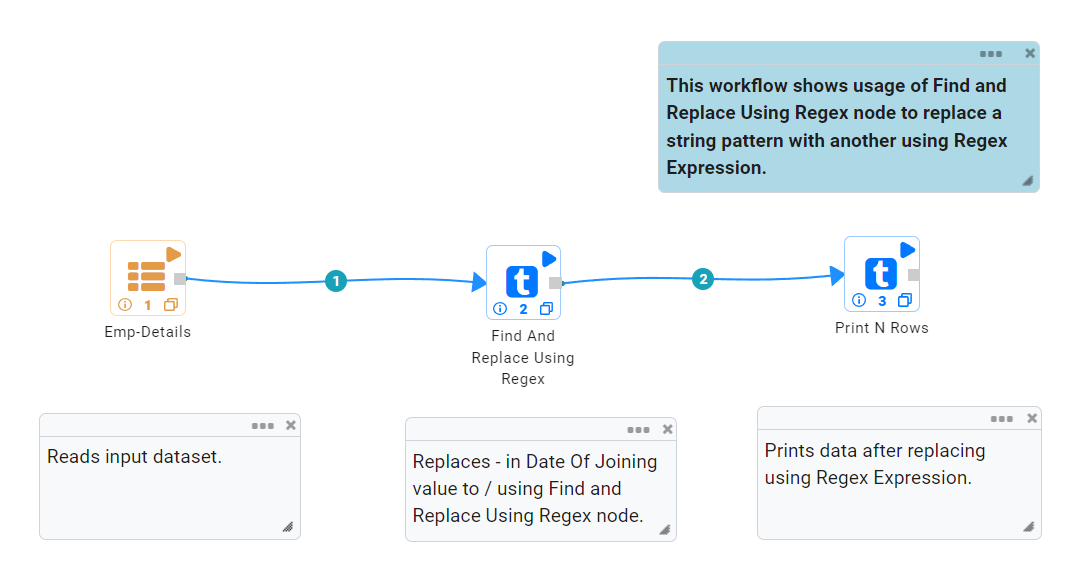 This workflow shows usage of Find and
Replace Using Regex node to replace a
string pattern with another using Regex
Expression.
1
2
t
t
1
2
3
Emp-Details
Find And
Replace Using
Regex
Print N Rows
Reads input dataset.
Replaces - in Date Of Joining
value to / using Find and
Replace Using Regex node.
Prints data after replacing
using Regex Expression.